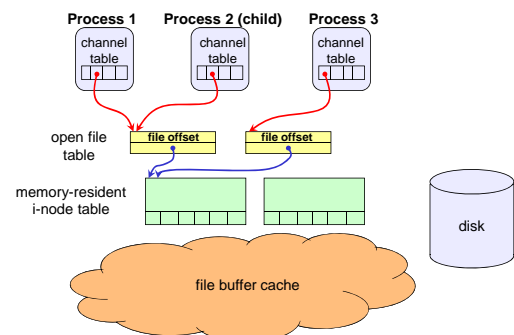 Process 1
Process 2 (child)
Process 3
channel
table
channel
table
channel
table
open file
table
file offset
file offset
memory-resident
i-node table
disk
file buffer cache